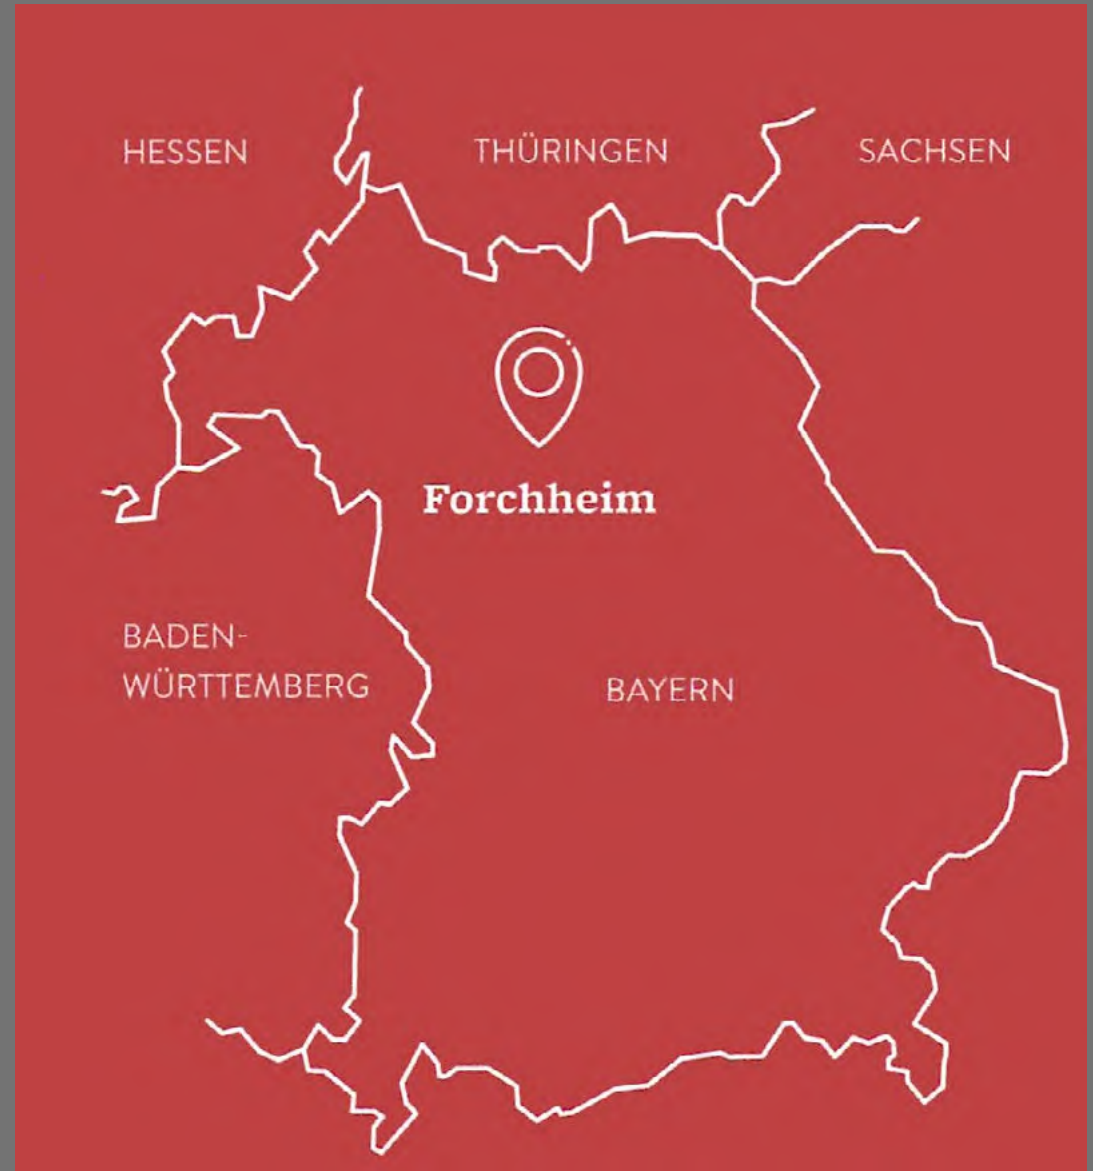 HESSEN
THÜRINGEN
SACHSEN
Forchheim
BADEN-
WÜRTTEMBERG
BAYERN